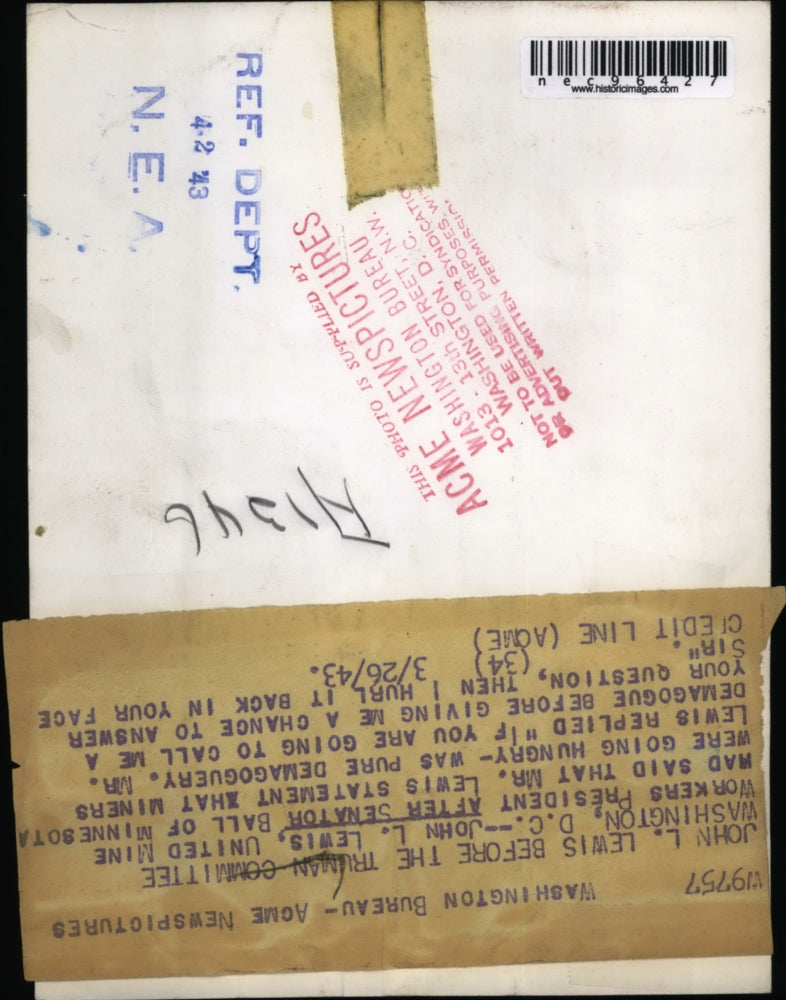 nec96427
www.historicimages.com
REF. DEPT.
4-2 43
N.E.A.
THIS PHOTO IS SUPPLIED BY
ACME NEWSPICTURES
WASHINGTON BUREAU
1013 - 13th STREET, N.W.
WASHINGTON, D. C.
NOT TO BE USED FOR SYNDICATIO
OR ADVERTISING PURPOSES WITH
OUT WRITTEN PERMISSION
A1346
W9757 WASHINGTON BUREAU- ACME NEWSPICTURES
JOHN L. LEWIS BEFORE THE TRUMAN COMMITTEE
WASHINGTON, D.C.--JOHN L. LEWIS, UNITED MINE
WORKERS PRESIDENT AFTER SENATOR BALL OF MINNESOTA
HAD SAID THAT MR. LEWIS STATEMENT THAT MINERS
WERE GOING HUNGRY- WAS PURE DEMAGOGUERY. MR.
LEWIS REPLIED "IF YOU ARE GOING TO CALL ME A
DEMAGOGUE BEFORE GIVING ME A CHANCE TO ANSWER
YOUR QUESTION, THEN I HURL IT BACK IN YOUR FACE
SIR".
(34) 3/26/43.
CREDIT LINE (ACME)